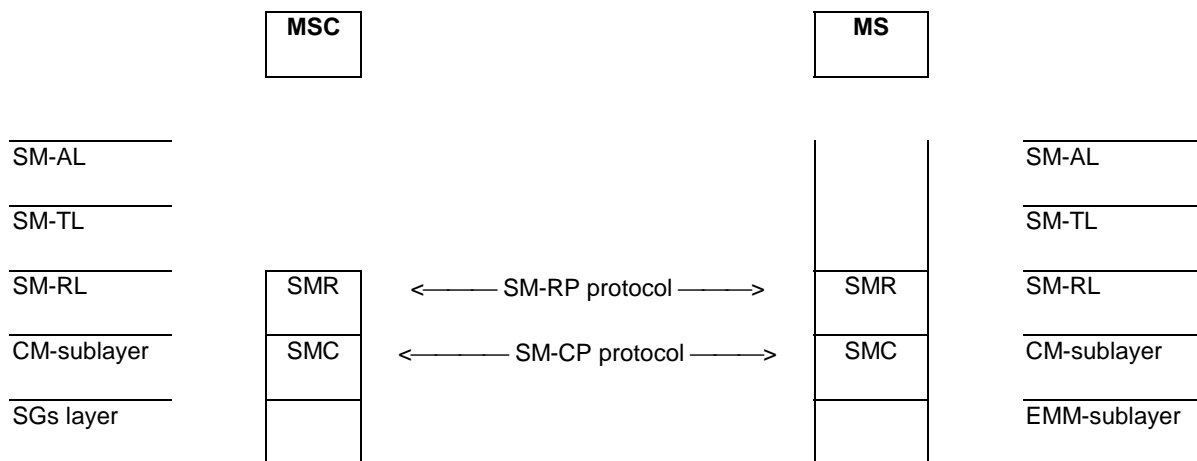 MSC MS
SM-AL SM-AL
SM-TL SM-TL
SM-RL SMR <——— SM-RP protocol ———> SMR SM-RL
CM-sublayer SMC <———— SM-CP protocol ————> SMC CM-sublayer
SGs layer EMM-sublayer